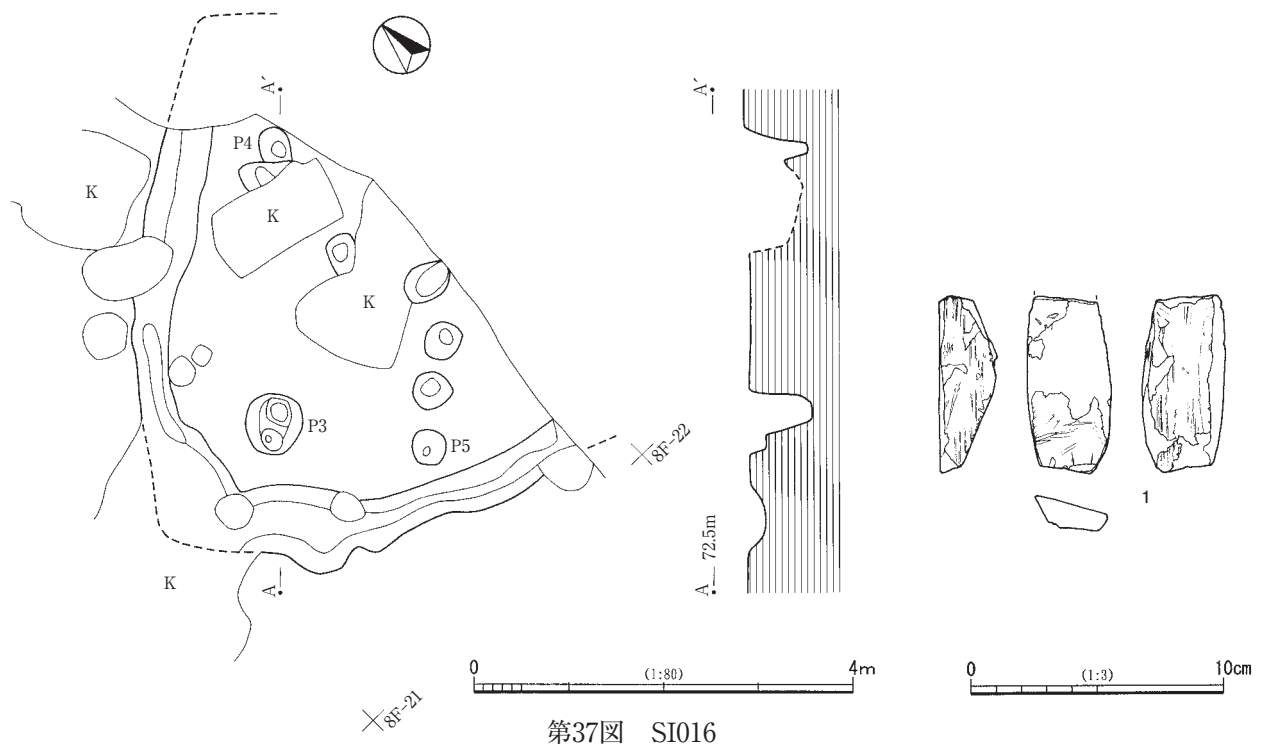 A´
A´
P4
K
K
K
P3
P5
8F-22
1
K
A
A
72.5m
0
(1:80)
4m
0
(1:3)
10cm
8F-21
第37図 SI016